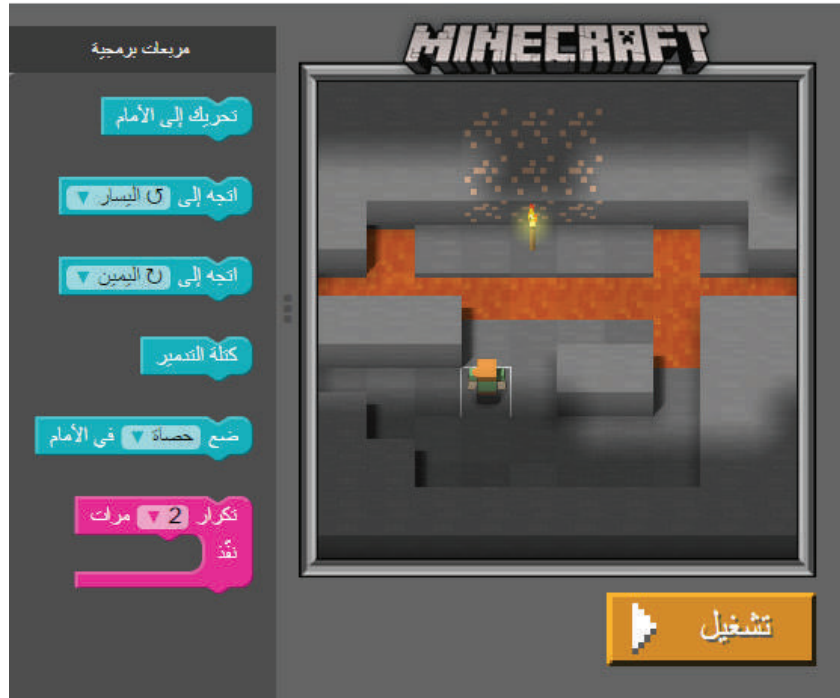 مربعات برمجية
MINECRAFT
تحريك إلى الأمام
اتجه إلى ↺ اليسار ▼
اتجه إلى ↻ اليمين ▼
كتلة التدمير
ضع حصاة ▼ في الأمام
تكرار 2 ▼ مرات
نفّذ
تشغيل